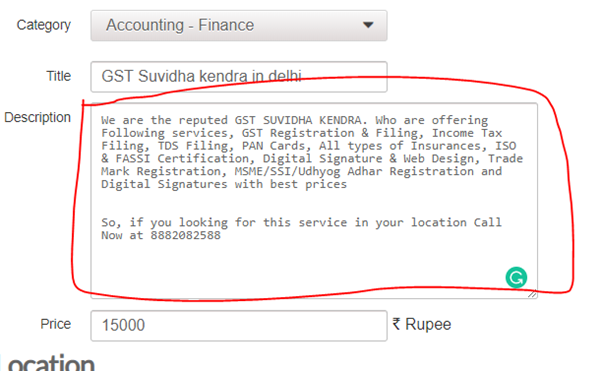 Category Accounting - Finance
Title GST Suvidha kendra in delhi
Description We are the reputed GST SUVIDHA KENDRA. Who are offering
Following services, GST Registration & Filing, Income Tax
Filing, TDS Filing, PAN Cards, All types of Insurances, ISO
& FASSI Certification, Digital Signature & Web Design, Trade
Mark Registration, MSME/SSI/Udhyog Adhar Registration and
Digital Signatures with best prices
So, if you looking for this service in your location Call
Now at 8882082588
Price 15000 ₹ Rupee
Location